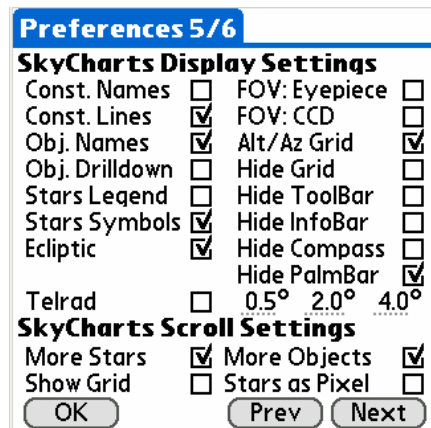 Preferences 5/6
SkyCharts Display Settings
Const. Names FOV: Eyepiece
Const. Lines FOV: CCD
Obj. Names Alt/Az Grid
Obj. Drilldown Hide Grid
Stars Legend Hide ToolBar
Stars Symbols Hide InfoBar
Ecliptic Hide Compass
Hide PalmBar
Telrad 0.5° 2.0° 4.0°
SkyCharts Scroll Settings
More Stars More Objects
Show Grid Stars as Pixel
OK Prev Next